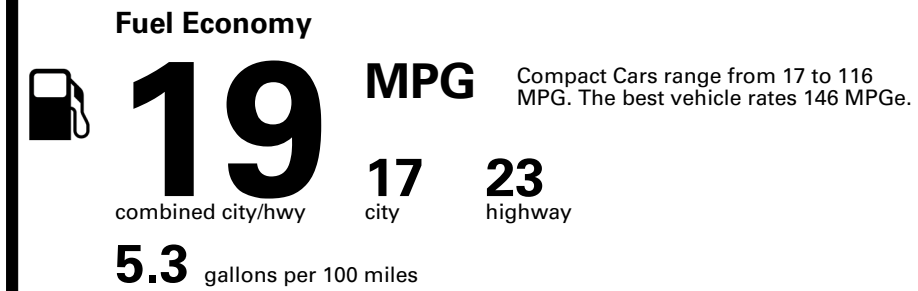 Fuel Economy
19
MPG
Compact Cars range from 17 to 116
MPG. The best vehicle rates 146 MPGe.
17 23
combined city/hwy city highway
5.3 gallons per 100 miles